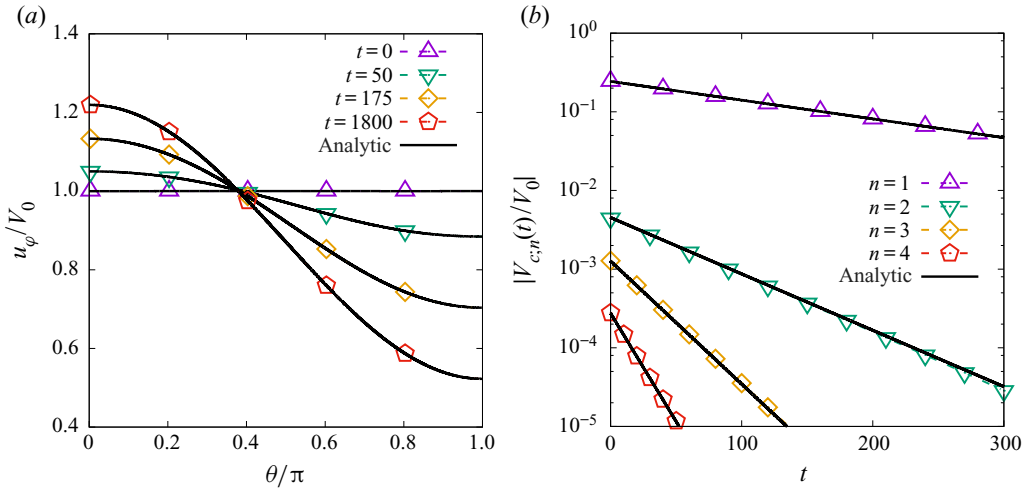 (a)
1.4
1.2
1.0
0.8
0.6
0.4
u_φ/V_0
t = 0
t = 50
t = 175
t = 1800
Analytic
0 0.2 0.4 0.6 0.8 1.0
θ/π
(b)
10^0
10^−1
10^−2
10^−3
10^−4
10^−5
|V_{c;n}(t)/V_0|
n = 1
n = 2
n = 3
n = 4
Analytic
0 100 200 300
t